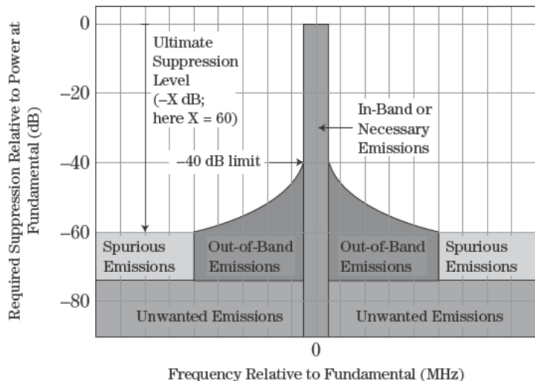 Required Suppression Relative to Power at
Fundamental (dB)
0
−20
−40
−60
−80
Ultimate
Suppression
Level
(−X dB;
here X = 60)
In-Band or
Necessary
Emissions
−40 dB limit
Spurious
Emissions
Out-of-Band
Emissions
Out-of-Band
Emissions
Spurious
Emissions
Unwanted Emissions
Unwanted Emissions
0
Frequency Relative to Fundamental (MHz)